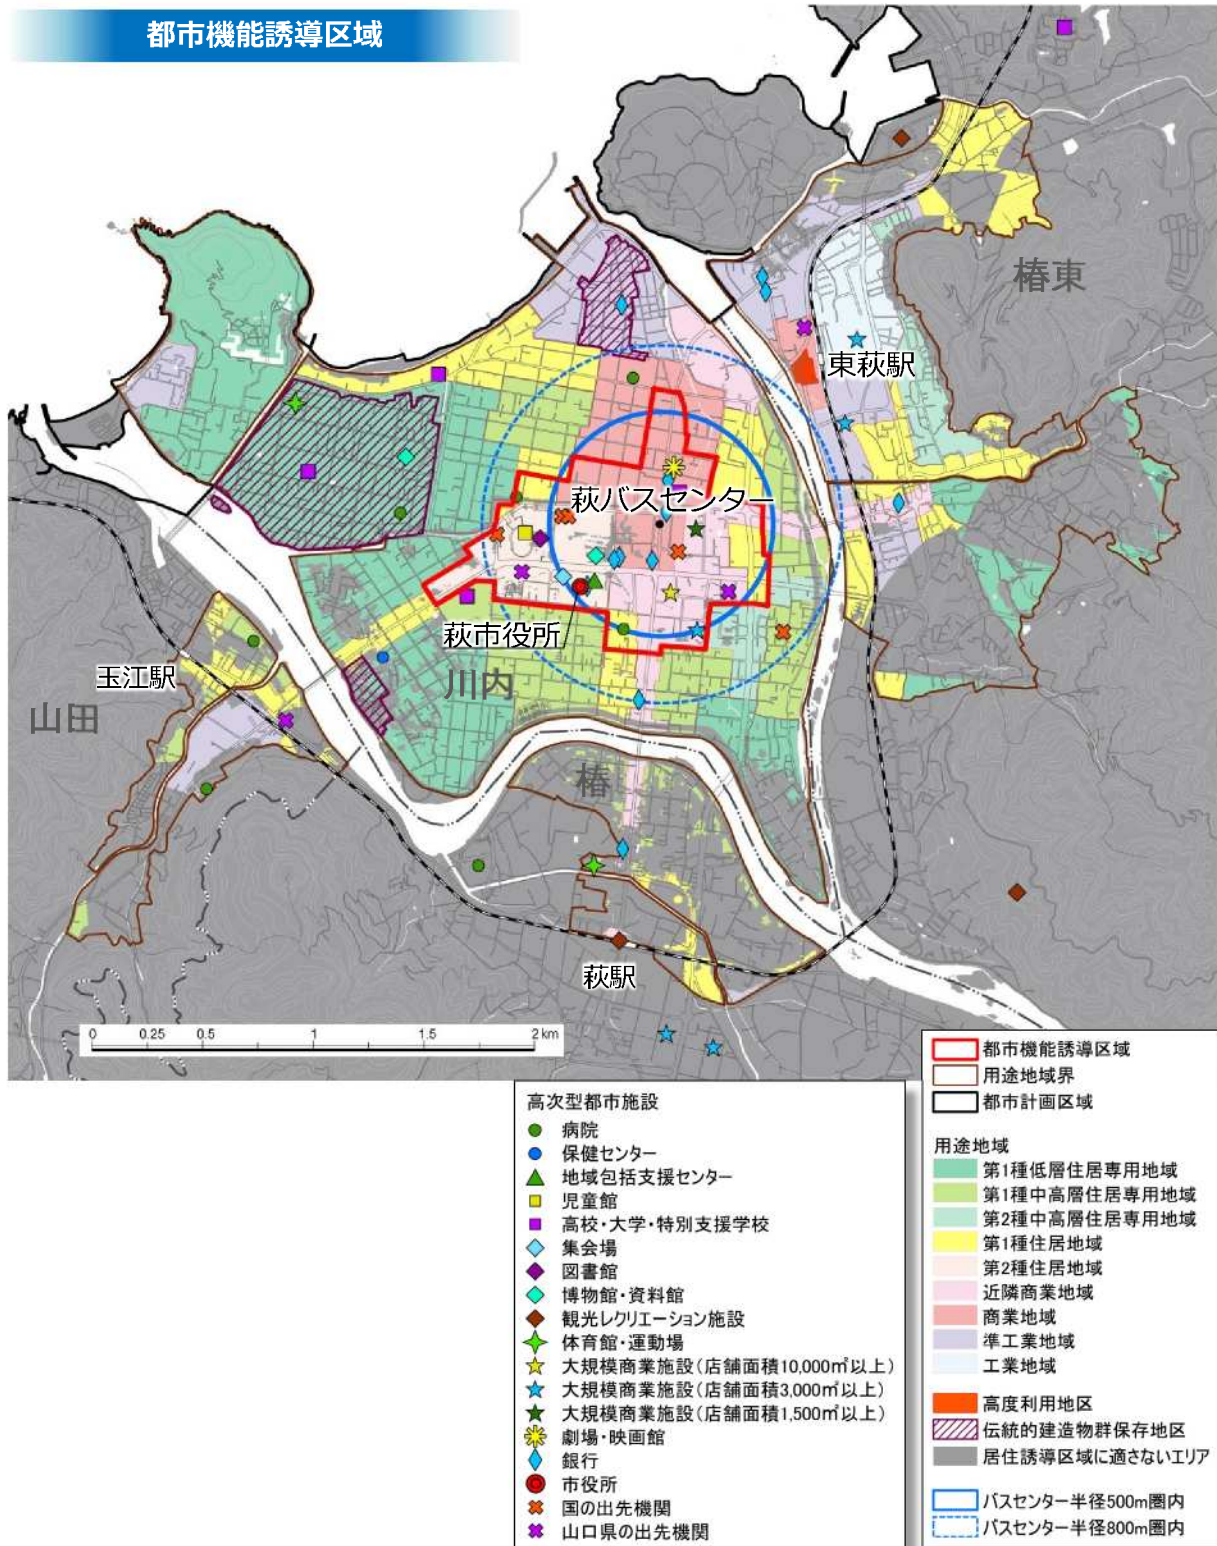 都市機能誘導区域
椿東
東萩駅
萩バスセンター
萩市役所
川内
玉江駅
山田
椿
萩駅
0 0.25 0.5 1 1.5 2 km
高次型都市施設
病院
保健センター
地域包括支援センター
児童館
高校・大学・特別支援学校
集会場
図書館
博物館・資料館
観光レクリエーション施設
体育館・運動場
大規模商業施設(店舗面積10,000㎡以上)
大規模商業施設(店舗面積3,000㎡以上)
大規模商業施設(店舗面積1,500㎡以上)
劇場・映画館
銀行
市役所
国の出先機関
山口県の出先機関
都市機能誘導区域
用途地域界
都市計画区域
用途地域
第1種低層住居専用地域
第1種中高層住居専用地域
第2種中高層住居専用地域
第1種住居地域
第2種住居地域
近隣商業地域
商業地域
準工業地域
工業地域
高度利用地区
伝統的建造物群保存地区
居住誘導区域に適さないエリア
バスセンター半径500m圏内
バスセンター半径800m圏内